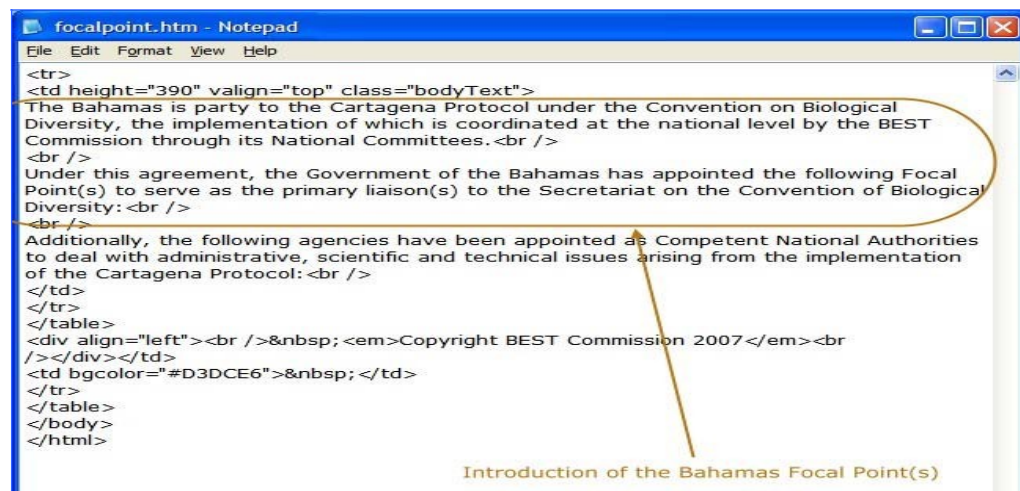 focalpoint.htm - Notepad
File Edit Format View Help
<tr>
<td height="390" valign="top" class="bodyText">
The Bahamas is party to the Cartagena Protocol under the Convention on Biological
Diversity, the implementation of which is coordinated at the national level by the BEST
Commission through its National Committees.<br />
<br />
Under this agreement, the Government of the Bahamas has appointed the following Focal
Point(s) to serve as the primary liaison(s) to the Secretariat on the Convention of Biological
Diversity:<br />
<br />
Additionally, the following agencies have been appointed as Competent National Authorities
to deal with administrative, scientific and technical issues arising from the implementation
of the Cartagena Protocol:<br />
</td>
</tr>
</table>
<div align="left"><br />&nbsp;<em>Copyright BEST Commission 2007</em><br
/></div></td>
<td bgcolor="#D3DCE6">&nbsp;</td>
</tr>
</table>
</body>
</html>
Introduction of the Bahamas Focal Point(s)